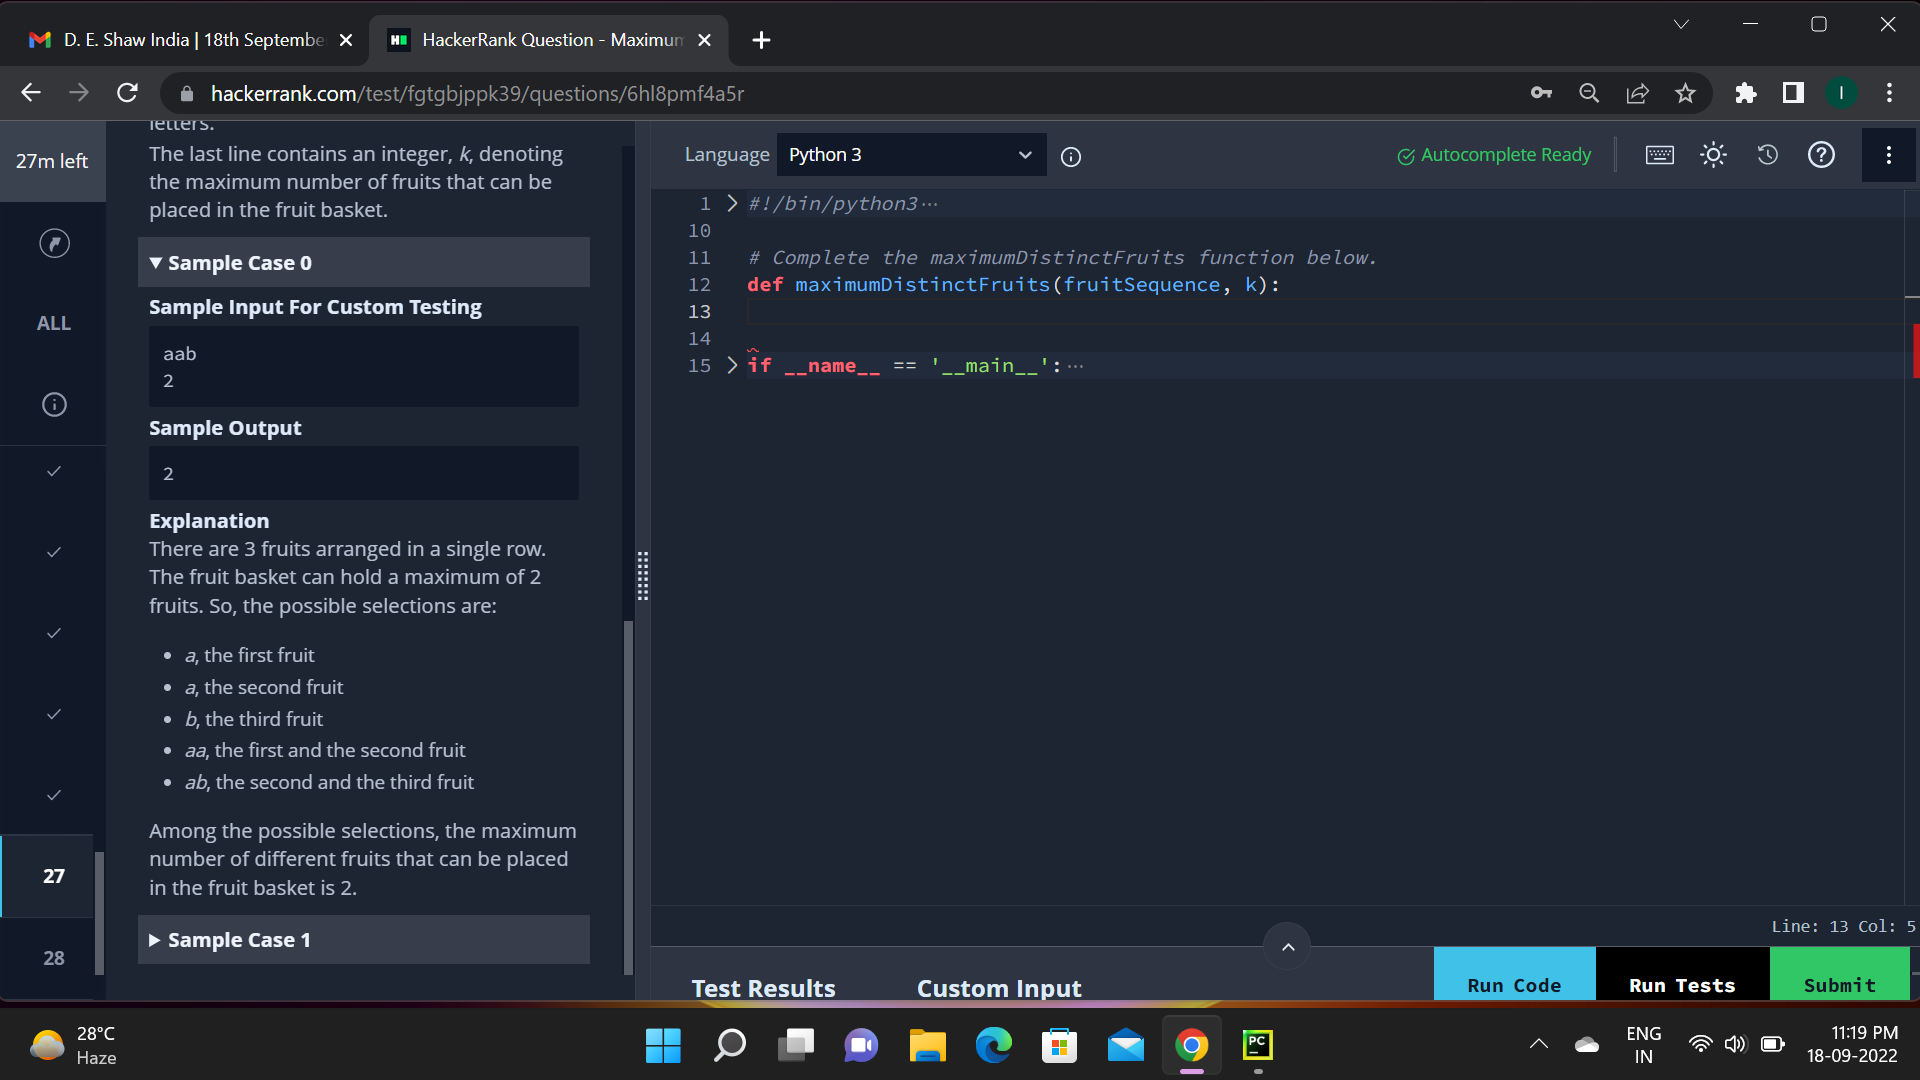 D. E. Shaw India | 18th Septembe
HackerRank Question - Maximum
hackerrank.com/test/fgtgbjppk39/questions/6hl8pmf4a5r
27m left
ALL
27
28
letters.
The last line contains an integer, k, denoting
the maximum number of fruits that can be
placed in the fruit basket.
▼ Sample Case 0
Sample Input For Custom Testing
aab
2
Sample Output
2
Explanation
There are 3 fruits arranged in a single row.
The fruit basket can hold a maximum of 2
fruits. So, the possible selections are:
• a, the first fruit
• a, the second fruit
• b, the third fruit
• aa, the first and the second fruit
• ab, the second and the third fruit
Among the possible selections, the maximum
number of different fruits that can be placed
in the fruit basket is 2.
▶ Sample Case 1
Language Python 3
Autocomplete Ready
1 #!/bin/python3···
10
11 # Complete the maximumDistinctFruits function below.
12 def maximumDistinctFruits(fruitSequence, k):
13
14
15 if __name__ == '__main__':···
Line: 13 Col: 5
Test Results Custom Input Run Code Run Tests Submit
28°C
Haze
PC
ENG
IN
11:19 PM
18-09-2022
I